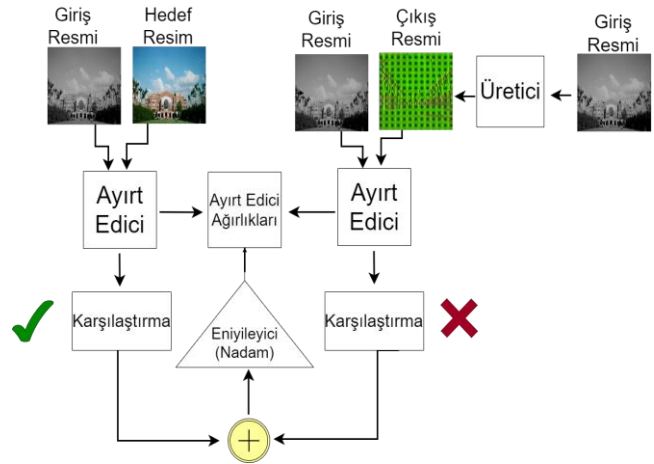 Giriş
Resmi
Hedef
Resim
Giriş
Resmi
Çıkış
Resmi
Giriş
Resmi
Üretici
Ayırt
Edici
Ayırt Edici
Ağırlıkları
Ayırt
Edici
Karşılaştırma
Eniyileyici
(Nadam)
Karşılaştırma
+